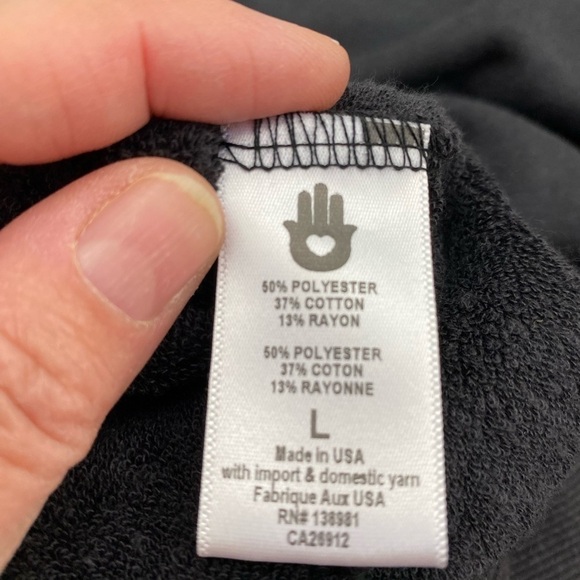 50% POLYESTER
37% COTTON
13% RAYON
50% POLYESTER
37% COTON
13% RAYONNE
L
Made in USA
with import & domestic yarn
Fabrique Aux USA
RN# 138981
CA26912